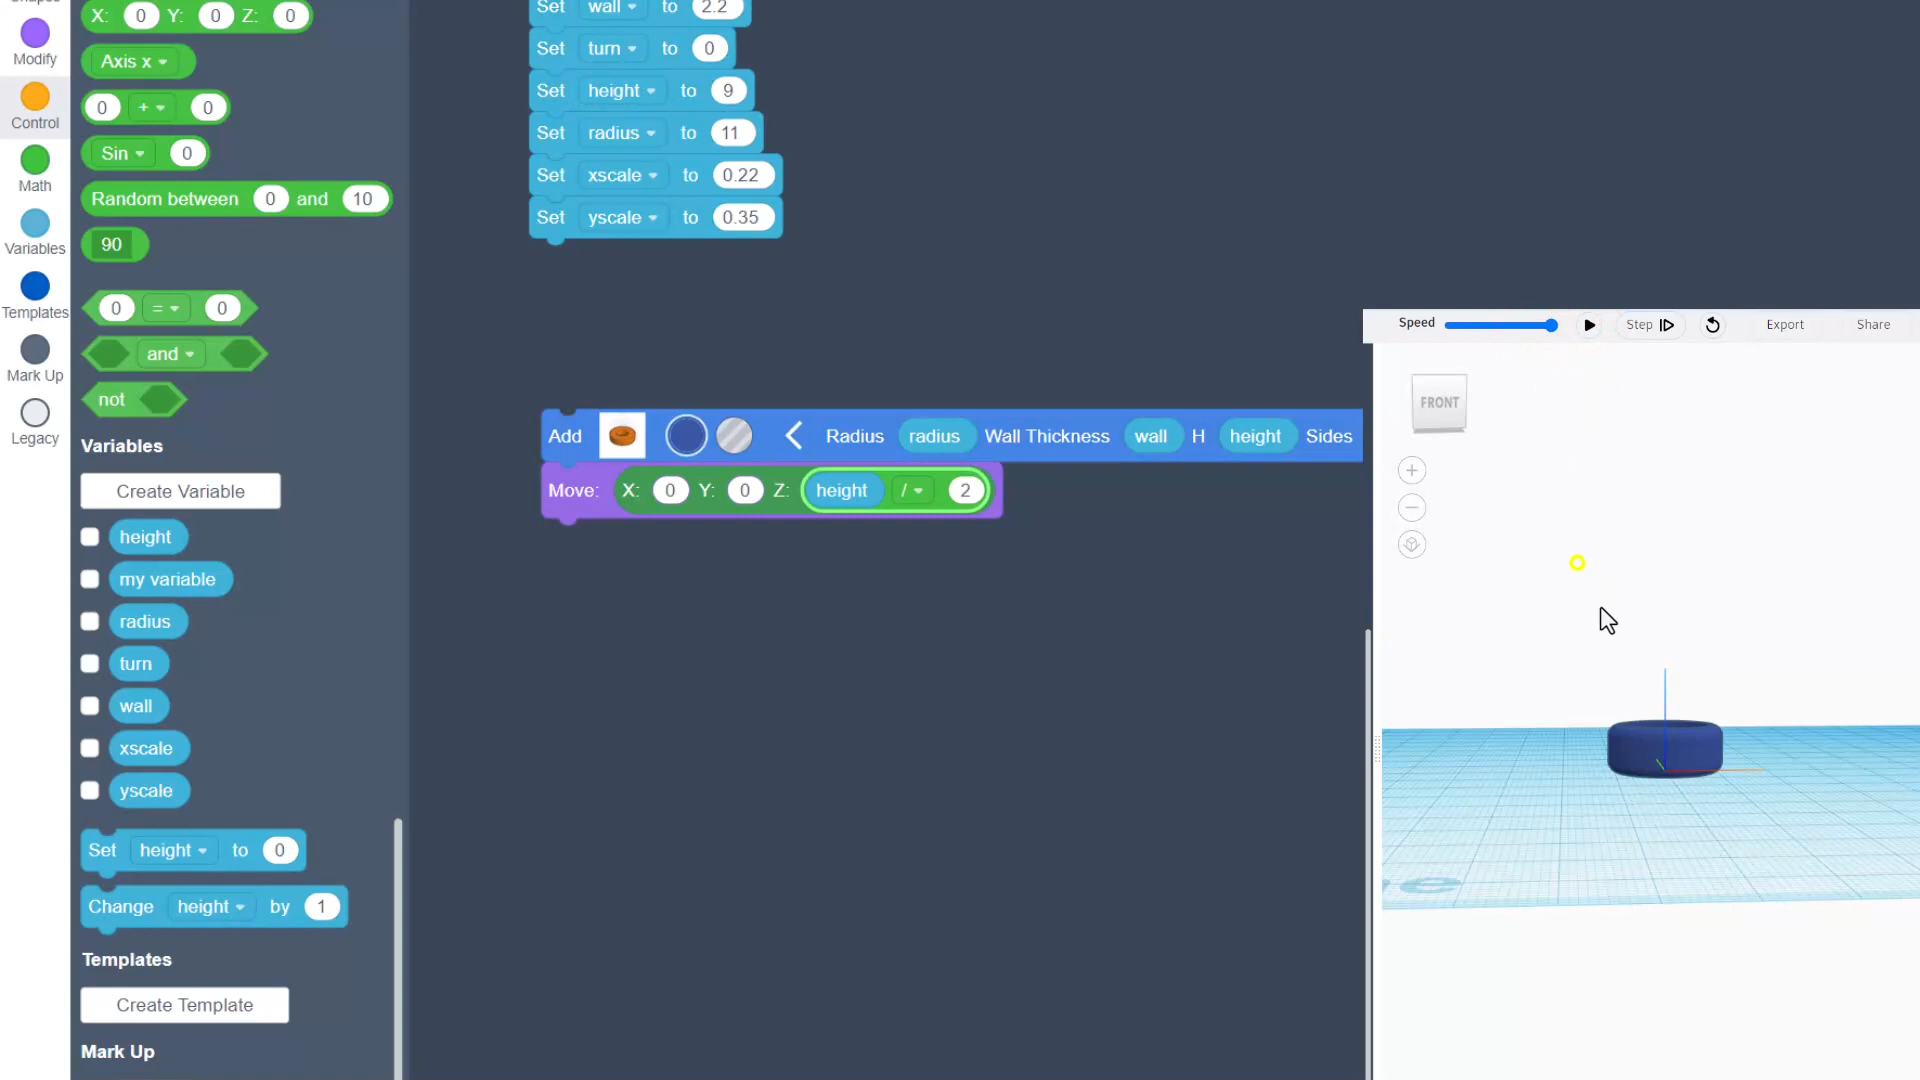 Modify
Control
Math
Variables
Templates
Mark Up
Legacy
X: 0 Y: 0 Z: 0
Axis x
0 + 0
Sin 0
Random between 0 and 10
90
0 = 0
and
not
Variables
Create Variable
height
my variable
radius
turn
wall
xscale
yscale
Set height to 0
Change height by 1
Templates
Create Template
Mark Up
Set wall to 2.2
Set turn to 0
Set height to 9
Set radius to 11
Set xscale to 0.22
Set yscale to 0.35
Add Radius radius Wall Thickness wall H height Sides
Move: X: 0 Y: 0 Z: height / 2
Speed Step Export Share
FRONT